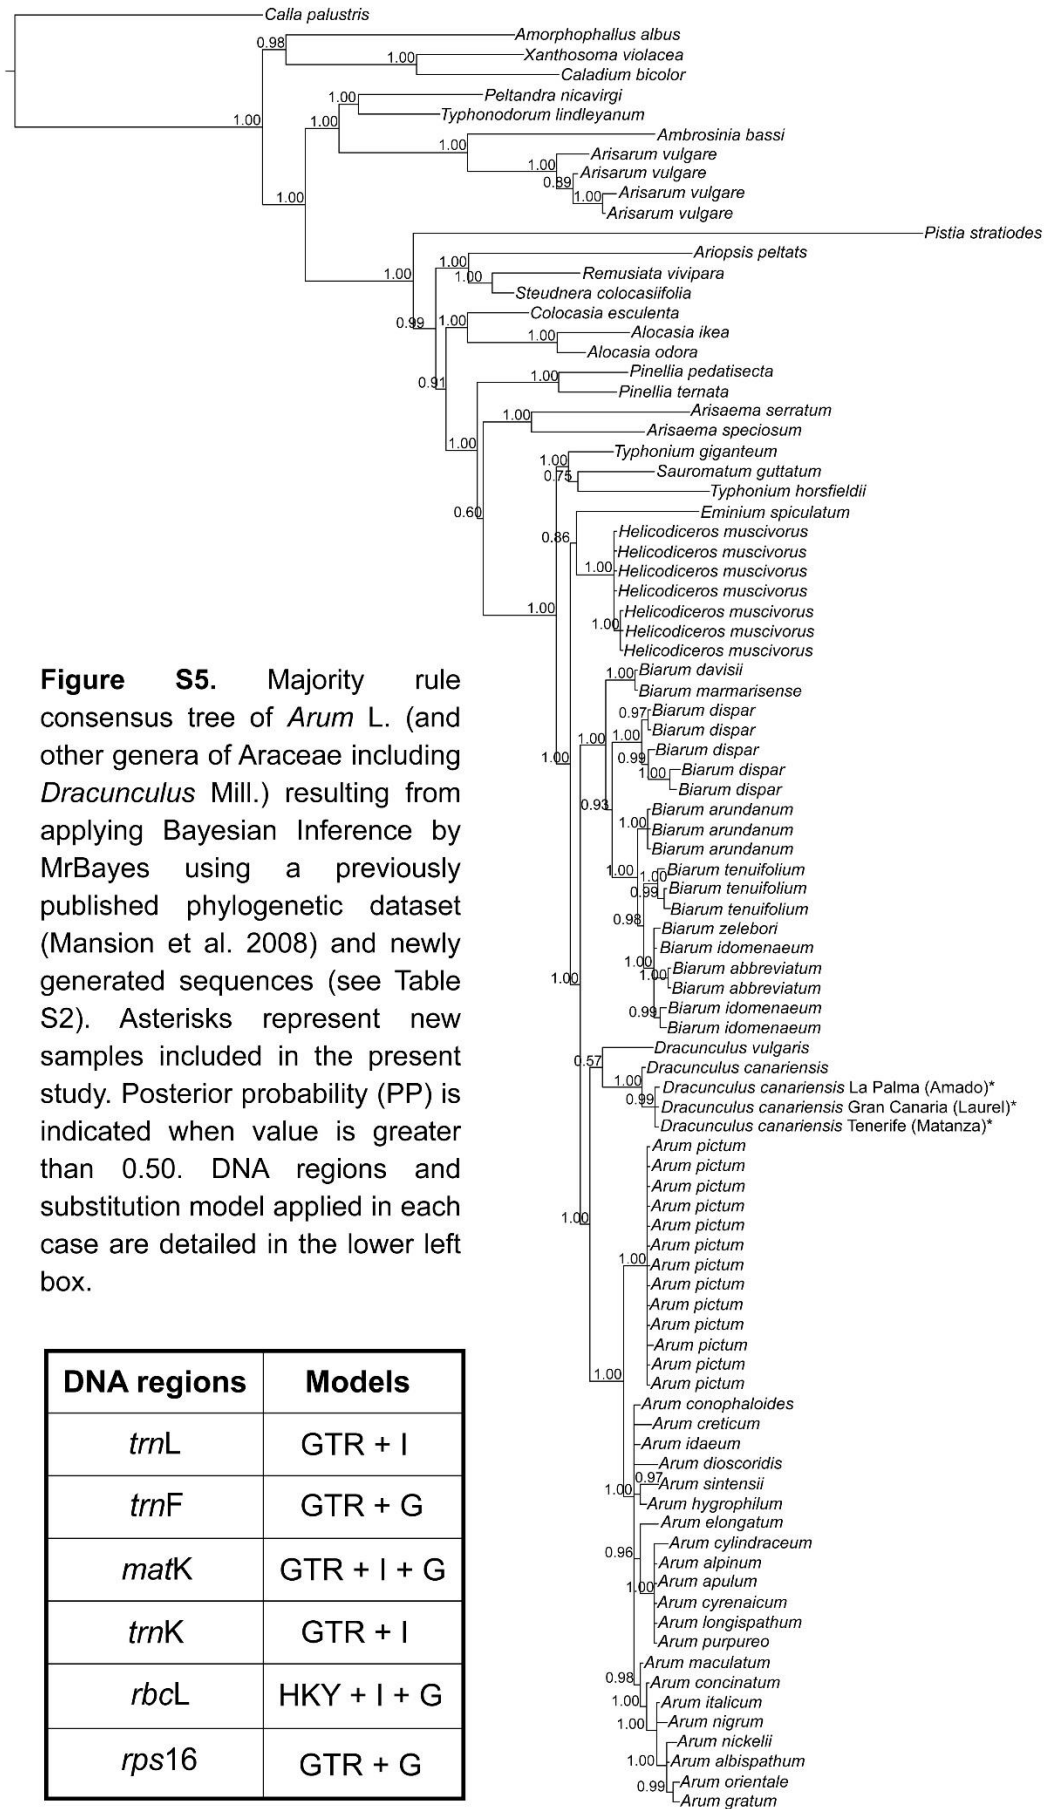 Calla palustris
0.98
Amorphophallus albus
1.00
Xanthosoma violacea
Caladium bicolor
1.00
1.00
Peltandra nicavirgi
1.00
Typhonodorum lindleyanum
1.00
Ambrosinia bassi
1.00
Arisarum vulgare
0.89
Arisarum vulgare
1.00
Arisarum vulgare
Arisarum vulgare
1.00
Pistia stratiodes
1.00
Ariopsis peltats
1.00
1.00
Remusiata vivipara
Steudnera colocasiifolia
0.99
1.00
Colocasia esculenta
1.00
Alocasia ikea
Alocasia odora
0.91
1.00
Pinellia pedatisecta
Pinellia ternata
1.00
1.00
Arisaema serratum
Arisaema speciosum
0.60
1.00
Typhonium giganteum
0.75
Sauromatum guttatum
Typhonium horsfieldii
1.00
0.86
Eminium spiculatum
Helicodiceros muscivorus
Helicodiceros muscivorus
1.00
Helicodiceros muscivorus
Helicodiceros muscivorus
Helicodiceros muscivorus
1.00
Helicodiceros muscivorus
Helicodiceros muscivorus
1.00
1.00
1.00
Biarum davisii
Biarum marmarisense
0.97
Biarum dispar
1.00
Biarum dispar
0.99
Biarum dispar
1.00
Biarum dispar
Biarum dispar
0.93
Biarum arundanum
1.00
Biarum arundanum
Biarum arundanum
1.00
1.00
Biarum tenuifolium
0.99
Biarum tenuifolium
Biarum tenuifolium
0.98
Biarum zelebori
1.00
Biarum idomenaeum
1.00
Biarum abbreviatum
Biarum abbreviatum
0.99
Biarum idomenaeum
Biarum idomenaeum
1.00
0.57
Dracunculus vulgaris
1.00
Dracunculus canariensis
0.99
Dracunculus canariensis La Palma (Amado)*
Dracunculus canariensis Gran Canaria (Laurel)*
Dracunculus canariensis Tenerife (Matanza)*
1.00
Arum pictum
Arum pictum
Arum pictum
Arum pictum
Arum pictum
Arum pictum
1.00
Arum pictum
Arum pictum
Arum pictum
Arum pictum
Arum pictum
Arum pictum
Arum pictum
1.00
Arum conophaloides
Arum creticum
Arum idaeum
Arum dioscoridis
1.00
0.97
Arum sintensii
Arum hygrophilum
0.96
Arum elongatum
Arum cylindraceum
Arum alpinum
1.00
Arum apulum
Arum cyrenaicum
Arum longispathum
Arum purpureo
0.98
Arum maculatum
1.00
Arum concinatum
1.00
Arum italicum
Arum nigrum
1.00
Arum nickelii
Arum albispathum
0.99
Arum orientale
Arum gratum
Figure S5. Majority rule
consensus tree of Arum L. (and
other genera of Araceae including
Dracunculus Mill.) resulting from
applying Bayesian Inference by
MrBayes using a previously
published phylogenetic dataset
(Mansion et al. 2008) and newly
generated sequences (see Table
S2). Asterisks represent new
samples included in the present
study. Posterior probability (PP) is
indicated when value is greater
than 0.50. DNA regions and
substitution model applied in each
case are detailed in the lower left
box.
DNA regions Models
trnL GTR + I
trnF GTR + G
matK GTR + I + G
trnK GTR + I
rbcL HKY + I + G
rps16 GTR + G